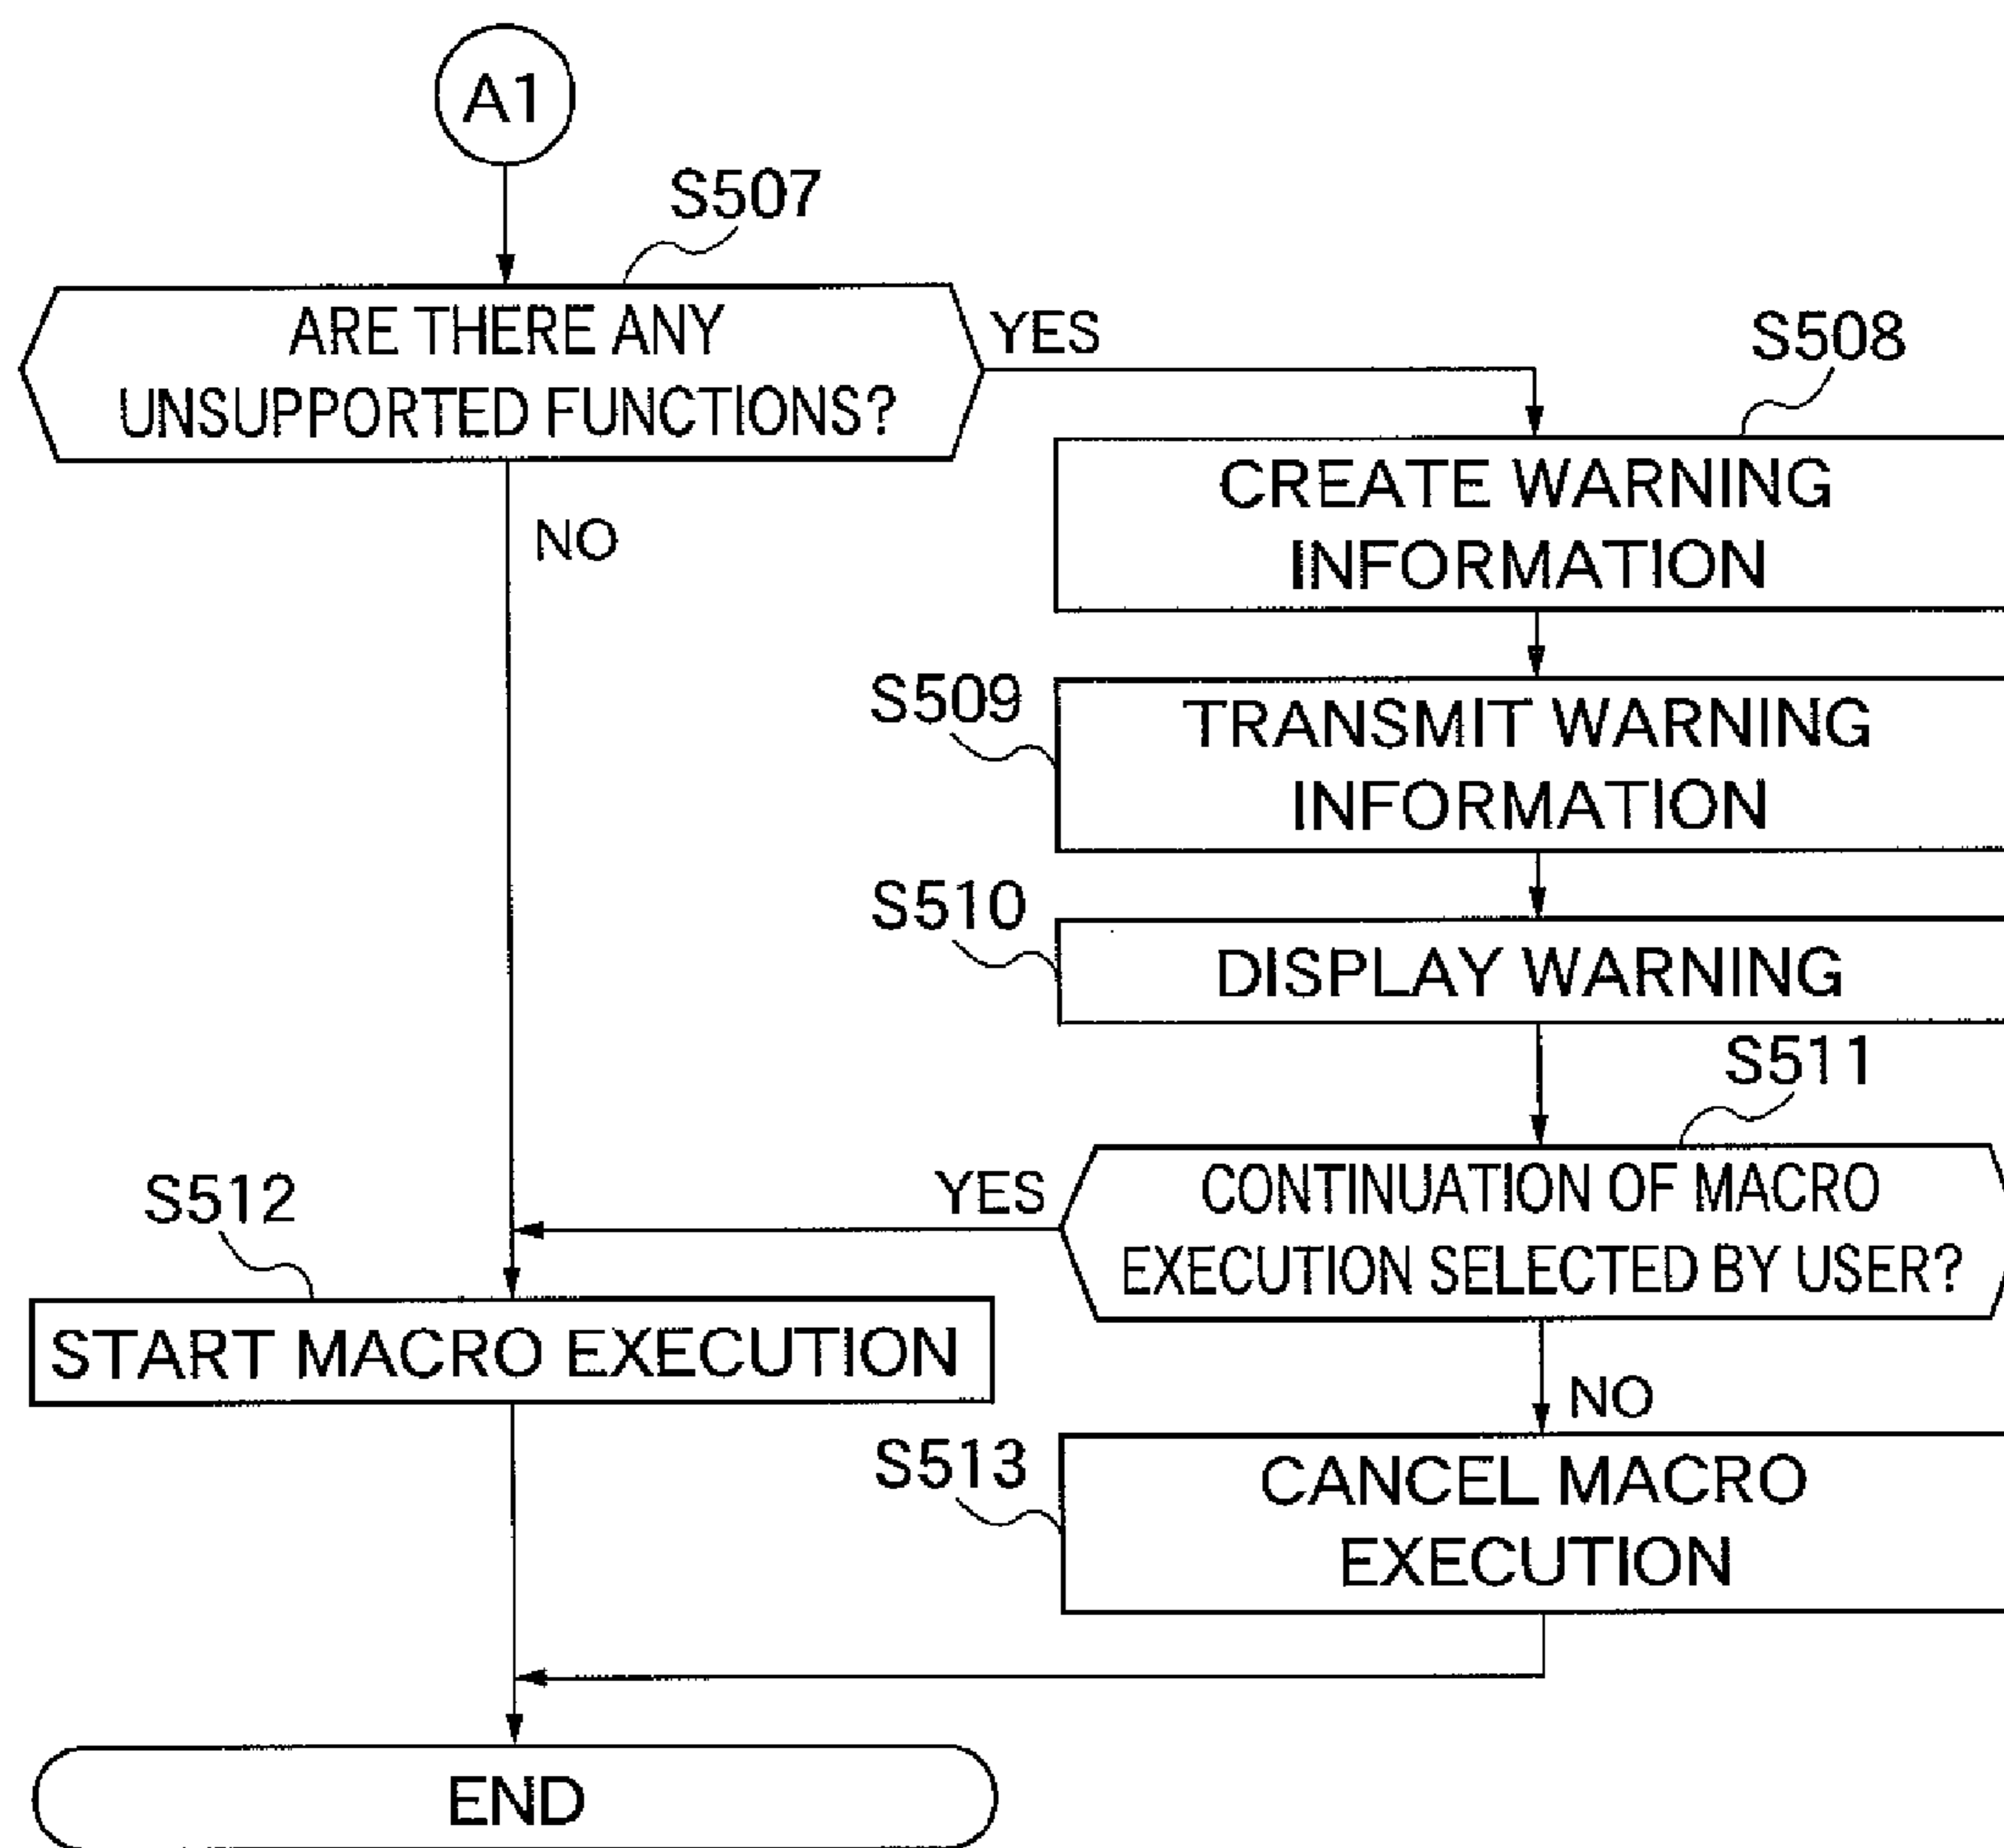 A1
S507
ARE THERE ANY
UNSUPPORTED FUNCTIONS?
YES
NO
S508
CREATE WARNING
INFORMATION
S509
TRANSMIT WARNING
INFORMATION
S510
DISPLAY WARNING
S511
CONTINUATION OF MACRO
EXECUTION SELECTED BY USER?
YES
NO
S512
START MACRO EXECUTION
S513
CANCEL MACRO
EXECUTION
END